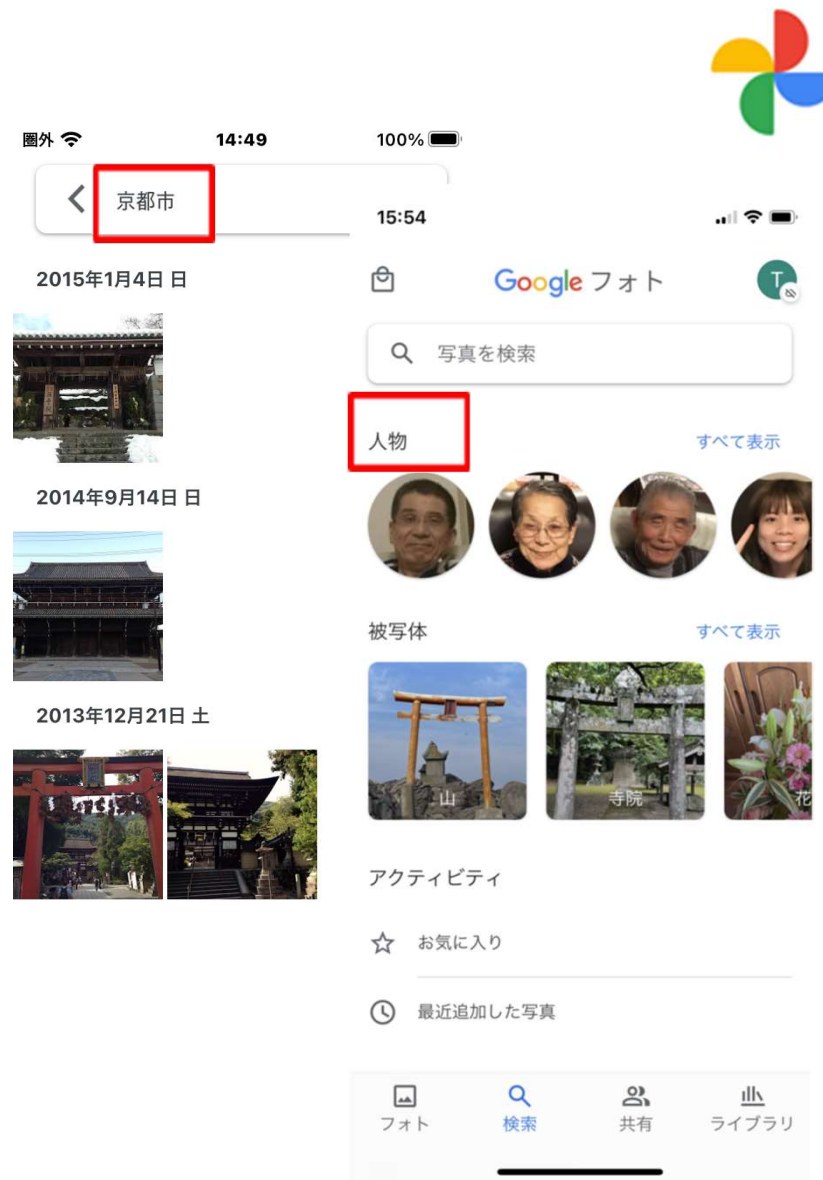 圏外 14:49 100%
京都市
2015年1月4日 日
2014年9月14日 日
2013年12月21日 土
15:54
Google フォト
T
写真を検索
人物 すべて表示
被写体 すべて表示
山 寺院 花
アクティビティ
お気に入り
最近追加した写真
フォト 検索 共有 ライブラリ